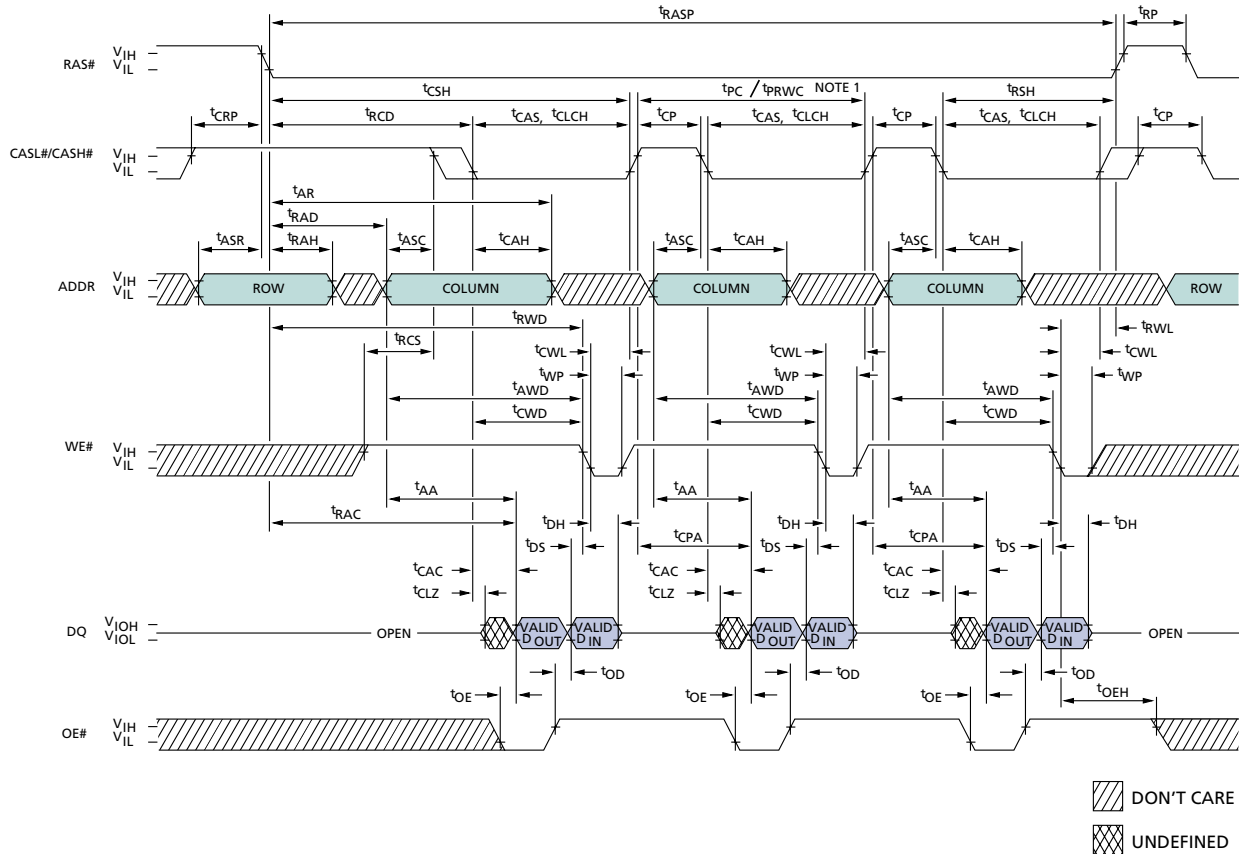 tRASP tRP
RAS# VIH
VIL
tCSH tPC / tPRWC NOTE 1 tRSH
tCRP tRCD tCAS, tCLCH tCP tCAS, tCLCH tCP tCAS, tCLCH tCP
CASL#/CASH# VIH
VIL
tAR
tRAD
tASR tRAH tASC tCAH tASC tCAH tASC tCAH
ADDR VIH
VIL
ROW COLUMN COLUMN COLUMN ROW
tRWD tRWL
tRCS tCWL tCWL tCWL
tWP tWP tWP
tAWD tAWD tAWD
tCWD tCWD tCWD
WE# VIH
VIL
tAA tAA tAA
tRAC tDH tDH tDH
tCPA tCPA
tDS tDS tDS
tCAC tCAC tCAC
tCLZ tCLZ tCLZ
DQ VIOH
VIOL
OPEN VALID DOUT VALID DIN VALID DOUT VALID DIN VALID DOUT VALID DIN OPEN
tOD tOD tOD
tOE tOE tOE tOEH
OE# VIH
VIL
DON'T CARE
UNDEFINED